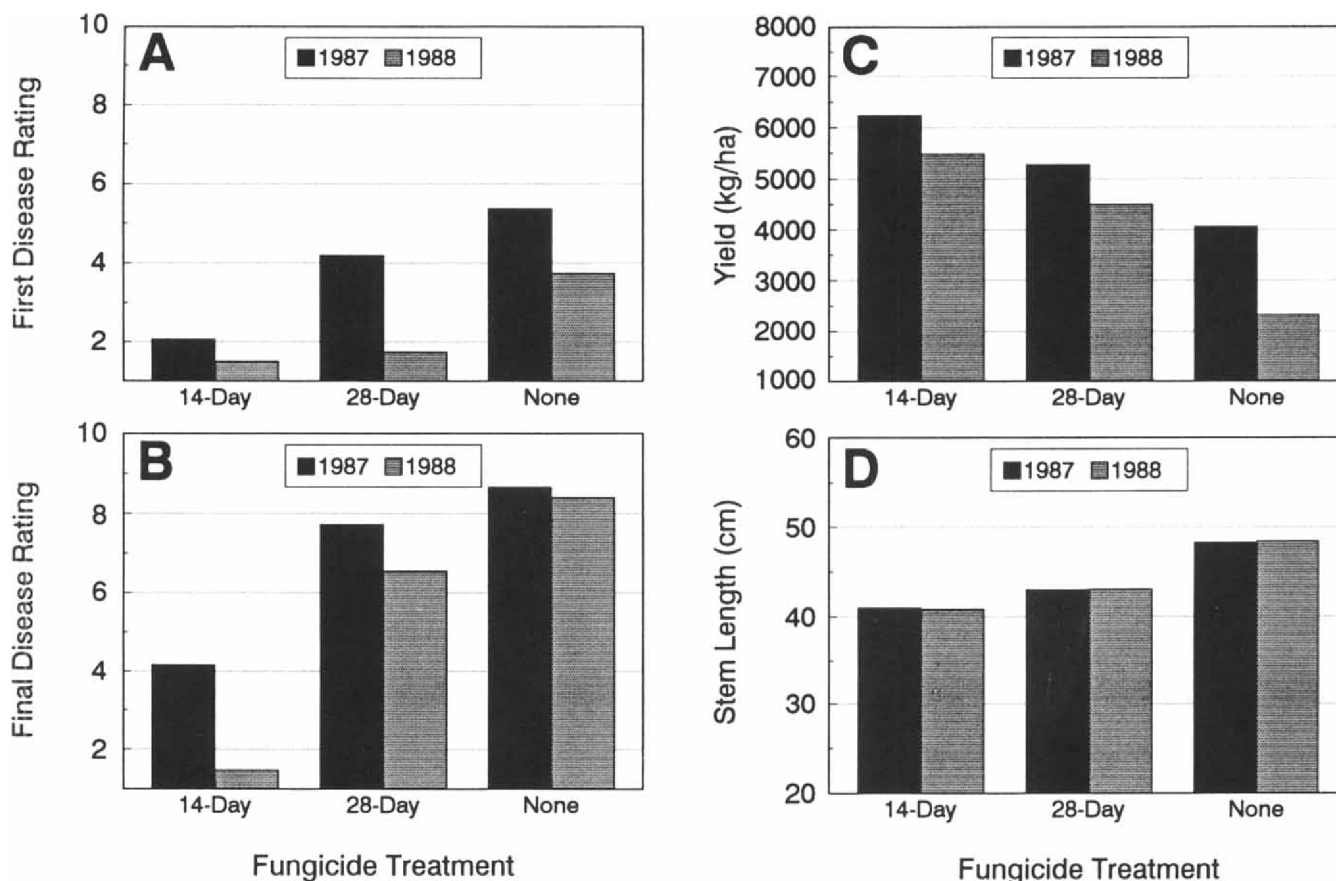 A
1987 1988
First Disease Rating
10
8
6
4
2
14-Day 28-Day None
B
1987 1988
Final Disease Rating
10
8
6
4
2
14-Day 28-Day None
Fungicide Treatment
C
1987 1988
Yield (kg/ha)
8000
7000
6000
5000
4000
3000
2000
1000
14-Day 28-Day None
D
1987 1988
Stem Length (cm)
60
50
40
30
20
14-Day 28-Day None
Fungicide Treatment